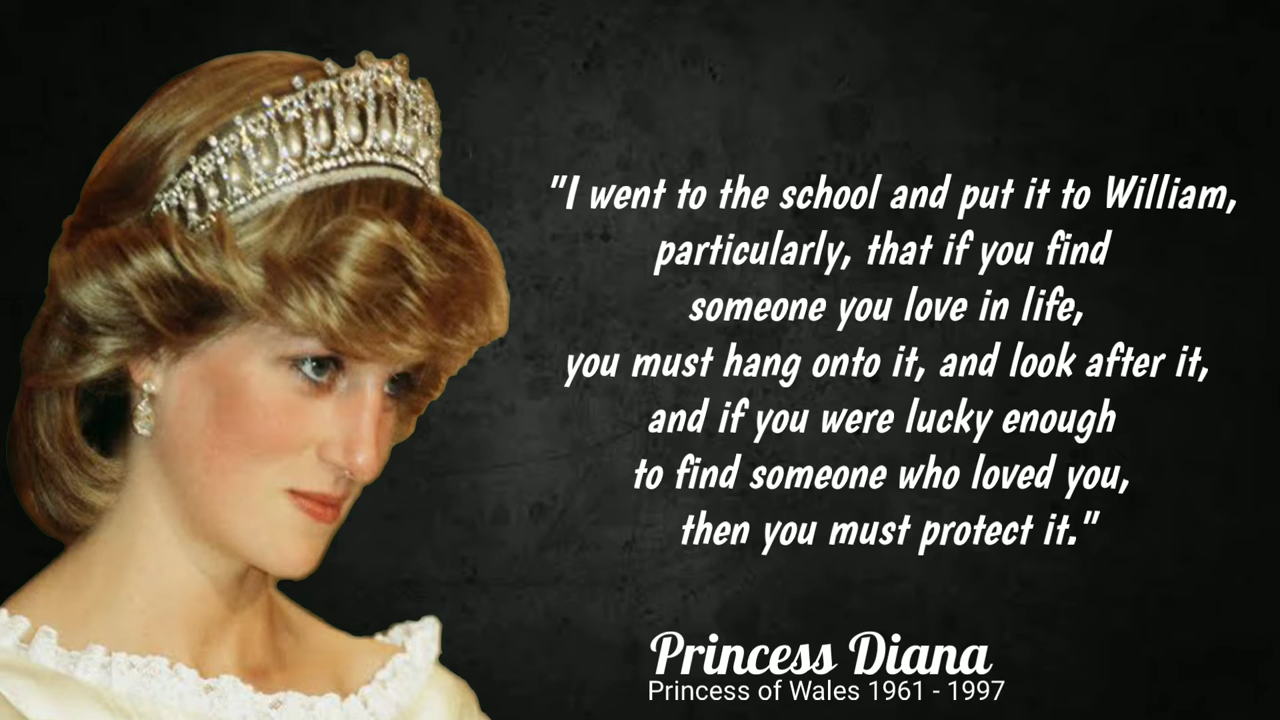 "I went to the school and put it to William,
particularly, that if you find
someone you love in life,
you must hang onto it, and look after it,
and if you were lucky enough
to find someone who loved you,
then you must protect it."
Princess Diana
Princess of Wales 1961 - 1997